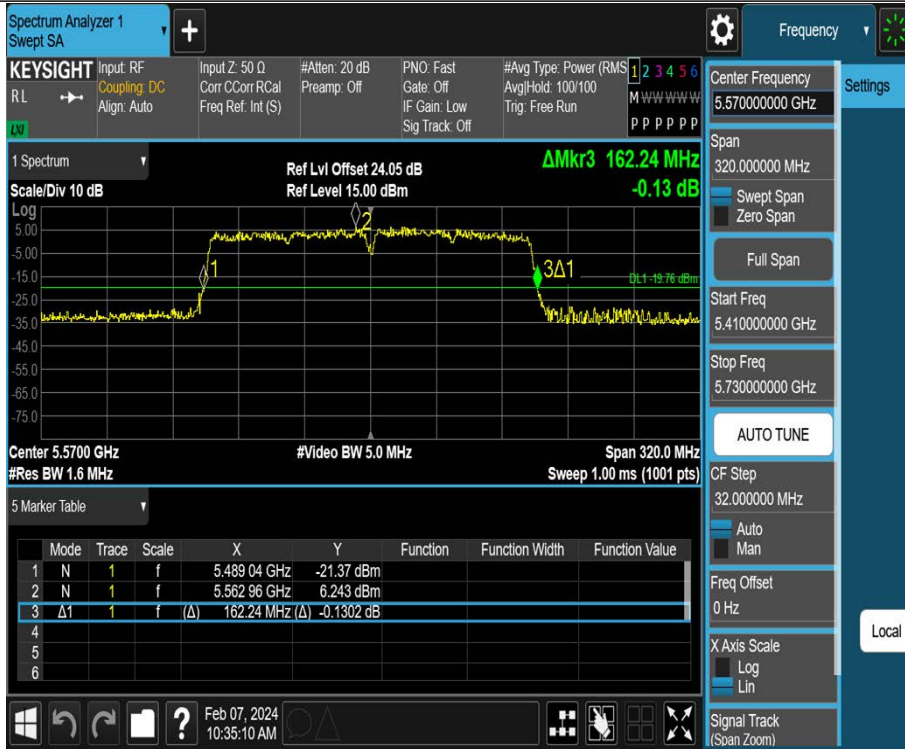 Spectrum Analyzer 1
Swept SA
+
Frequency
KEYSIGHT
Input: RF
Input Z: 50 Ω
#Atten: 20 dB
PNO: Fast
#Avg Type: Power (RMS
1 2 3 4 5 6
R L
Coupling: DC
Corr CCorr RCal
Preamp: Off
Gate: Off
Avg|Hold: 100/100
M W W W W W
Align: Auto
Freq Ref: Int (S)
IF Gain: Low
Trig: Free Run
LXI
Sig Track: Off
P P P P P P
1 Spectrum
Ref Lvl Offset 24.05 dB
ΔMkr3 162.24 MHz
Scale/Div 10 dB
Ref Level 15.00 dBm
-0.13 dB
Log
5.00
-5.00
-15.0
-25.0
-35.0
-45.0
-55.0
-65.0
-75.0
2
1
3Δ1
DL1 -19.76 dBm
Center 5.5700 GHz
#Video BW 5.0 MHz
Span 320.0 MHz
#Res BW 1.6 MHz
Sweep 1.00 ms (1001 pts)
5 Marker Table
Mode Trace Scale X Y Function Function Width Function Value
1 N 1 f 5.489 04 GHz -21.37 dBm
2 N 1 f 5.562 96 GHz 6.243 dBm
3 Δ1 1 f (Δ) 162.24 MHz (Δ) -0.1302 dB
4
5
6
?
Feb 07, 2024
10:35:10 AM
Center Frequency
5.570000000 GHz
Settings
Span
320.000000 MHz
Swept Span
Zero Span
Full Span
Start Freq
5.410000000 GHz
Stop Freq
5.730000000 GHz
AUTO TUNE
CF Step
32.000000 MHz
Auto
Man
Freq Offset
0 Hz
Local
X Axis Scale
Log
Lin
Signal Track
(Span Zoom)